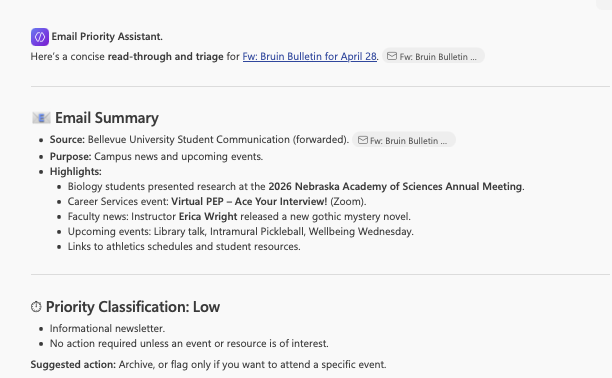 Email Priority Assistant.
Here's a concise read-through and triage for Fw: Bruin Bulletin for April 28. Fw: Bruin Bulletin ...
Email Summary
Source: Bellevue University Student Communication (forwarded). Fw: Bruin Bulletin ...
Purpose: Campus news and upcoming events.
Highlights:
Biology students presented research at the 2026 Nebraska Academy of Sciences Annual Meeting.
Career Services event: Virtual PEP – Ace Your Interview! (Zoom).
Faculty news: Instructor Erica Wright released a new gothic mystery novel.
Upcoming events: Library talk, Intramural Pickleball, Wellbeing Wednesday.
Links to athletics schedules and student resources.
Priority Classification: Low
Informational newsletter.
No action required unless an event or resource is of interest.
Suggested action: Archive, or flag only if you want to attend a specific event.